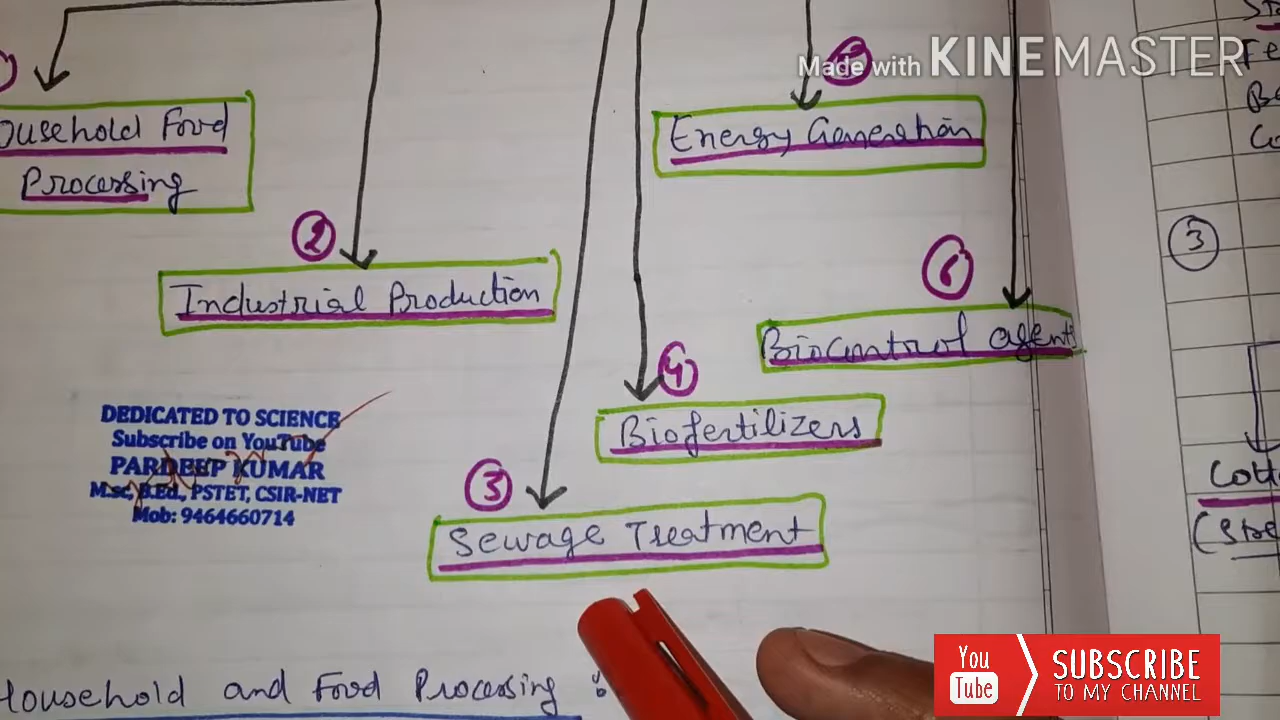 Made with KINEMASTER
ousehold Food
Processing
Energy Generation
2
Industrial Production
6
Biocontrol agents
4
Biofertilizers
3
Sewage Treatment
DEDICATED TO SCIENCE
Subscribe on YouTube
PARDEEP KUMAR
M.sc, B.Ed., PSTET, CSIR-NET
Mob: 9464660714
Household and Food Processing :
Fe
3
You
Tube
SUBSCRIBE
TO MY CHANNEL